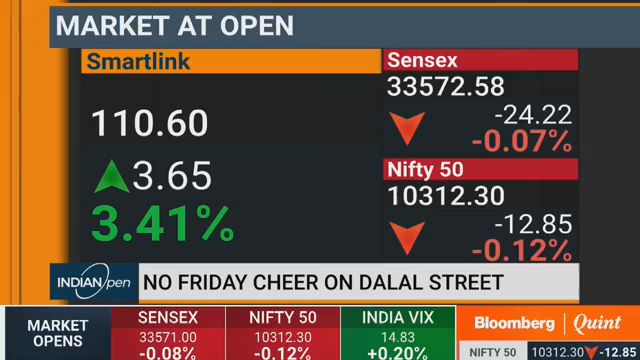 MARKET AT OPEN
Smartlink
110.60
3.65
3.41%
Sensex
33572.58
-24.22
-0.07%
Nifty 50
10312.30
-12.85
-0.12%
INDIAN Open
NO FRIDAY CHEER ON DALAL STREET
MARKET
OPENS
SENSEX
33571.00
-0.08%
NIFTY 50
10312.30
-0.12%
INDIA VIX
14.83
+0.20%
Bloomberg | Quint
NIFTY 50 10312.30 -12.85